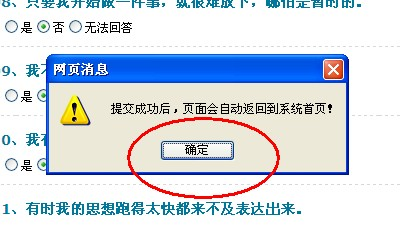 8、只要我开始做一件事，就很难放下，哪怕是暂时的。
是 否 无法回答
9、我
网页消息
提交成功后，页面会自动返回到系统首页!
是
确定
0、我
是
1、有时我的思想跑得太快都来不及表达出来。